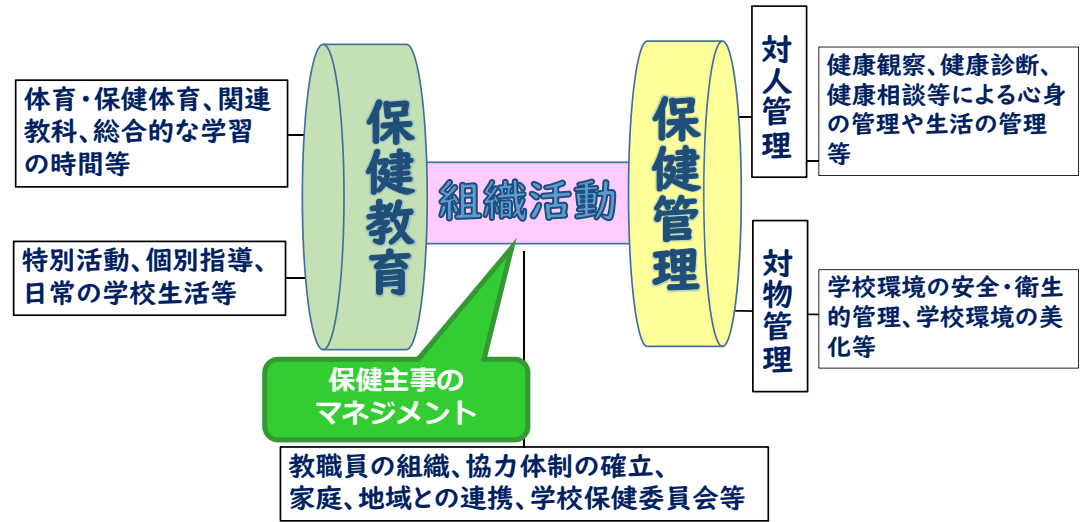 体育・保健体育、関連
教科、総合的な学習
の時間等
特別活動、個別指導、
日常の学校生活等
保健教育
組織活動
保健管理
対人管理
健康観察、健康診断、
健康相談等による心身
の管理や生活の管理
等
対物管理
学校環境の安全・衛生
的管理、学校環境の美
化等
保健主事の
マネジメント
教職員の組織、協力体制の確立、
家庭、地域との連携、学校保健委員会等